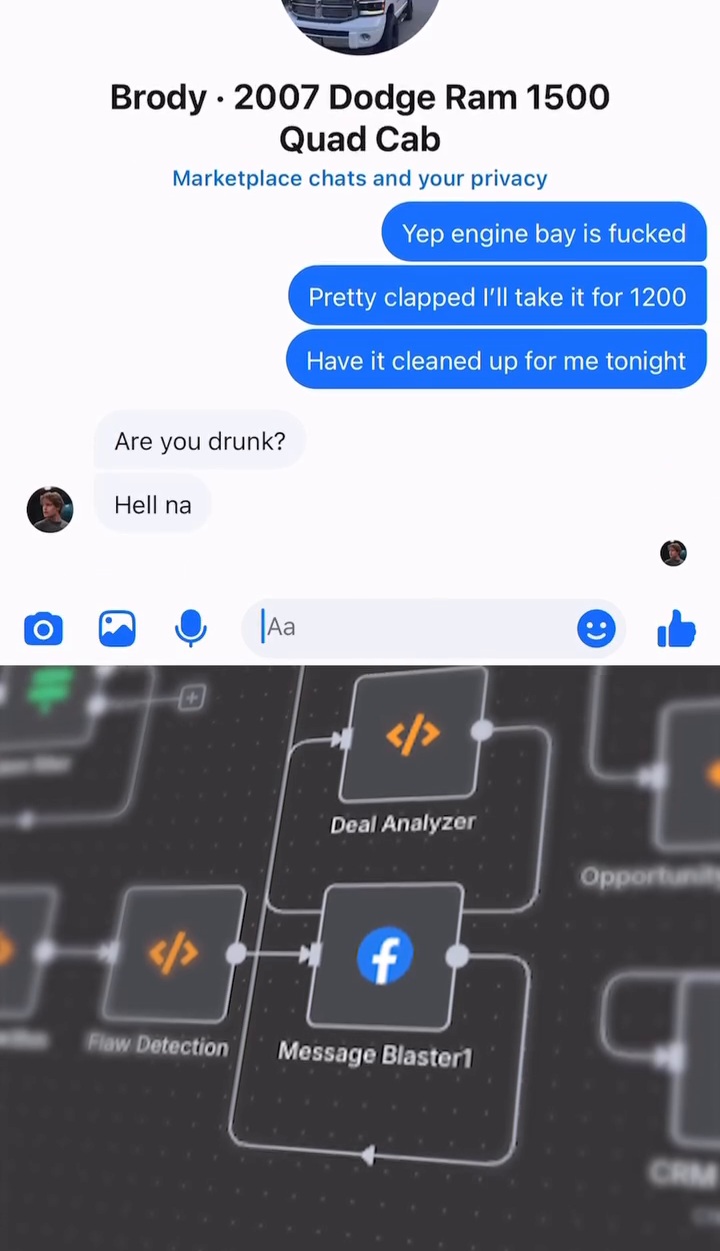 Brody · 2007 Dodge Ram 1500
Quad Cab
Marketplace chats and your privacy
Yep engine bay is fucked
Pretty clapped I’ll take it for 1200
Have it cleaned up for me tonight
Are you drunk?
Hell na
Aa
Deal Analyzer
Opportunit
Flaw Detection
Message Blaster1
CRM